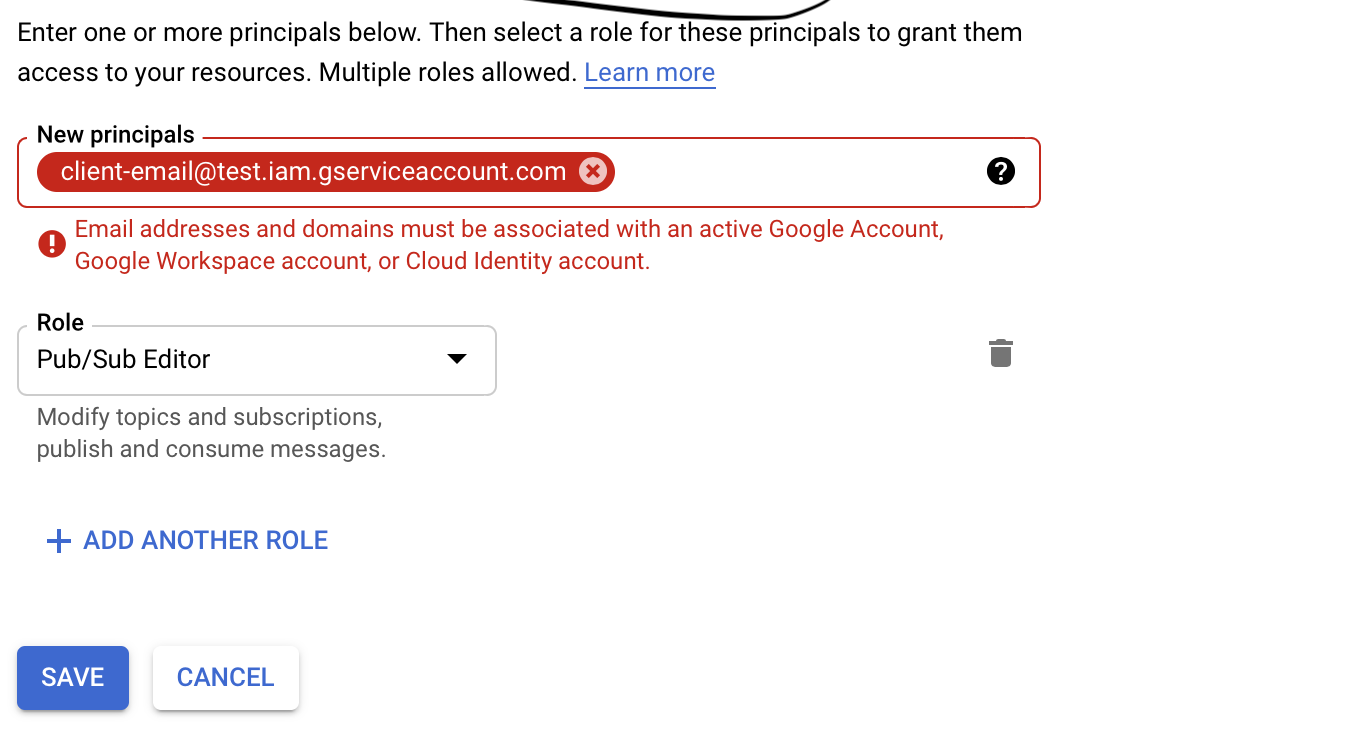 Enter one or more principals below. Then select a role for these principals to grant them
access to your resources. Multiple roles allowed. Learn more
New principals
client-email@test.iam.gserviceaccount.com
Email addresses and domains must be associated with an active Google Account,
Google Workspace account, or Cloud Identity account.
Role
Pub/Sub Editor
Modify topics and subscriptions,
publish and consume messages.
ADD ANOTHER ROLE
SAVE
CANCEL